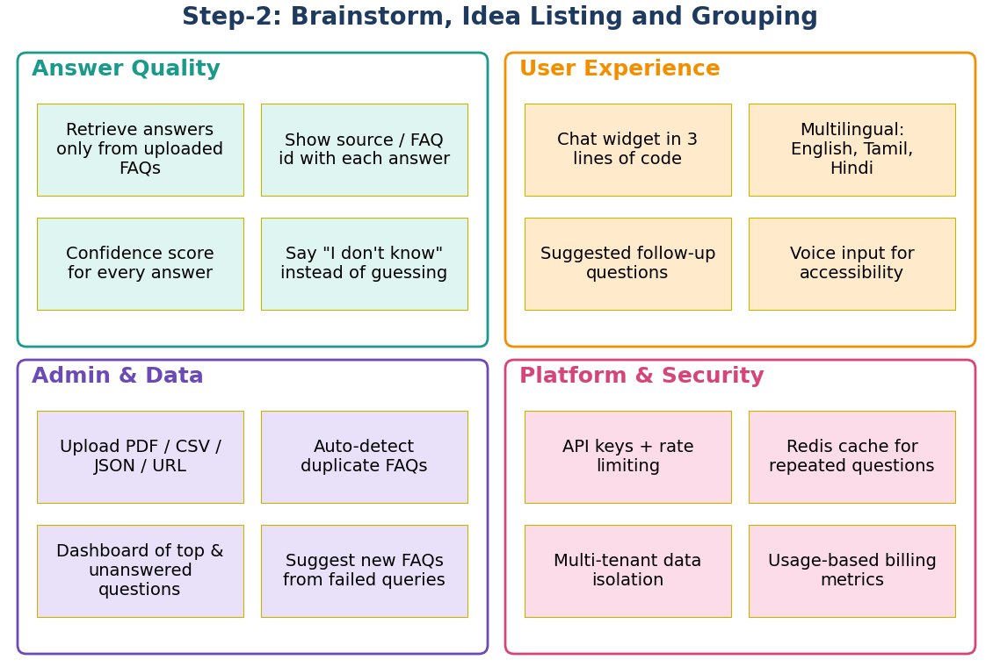 Step-2: Brainstorm, Idea Listing and Grouping
Answer Quality
Retrieve answers
only from uploaded
FAQs
Show source / FAQ
id with each answer
Confidence score
for every answer
Say "I don't know"
instead of guessing
User Experience
Chat widget in 3
lines of code
Multilingual:
English, Tamil,
Hindi
Suggested follow-up
questions
Voice input for
accessibility
Admin & Data
Upload PDF / CSV /
JSON / URL
Auto-detect
duplicate FAQs
Dashboard of top &
unanswered
questions
Suggest new FAQs
from failed queries
Platform & Security
API keys + rate
limiting
Redis cache for
repeated questions
Multi-tenant data
isolation
Usage-based billing
metrics